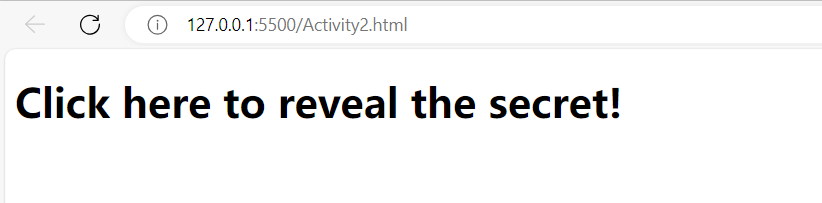 127.0.0.1:5500/Activity2.html
Click here to reveal the secret!